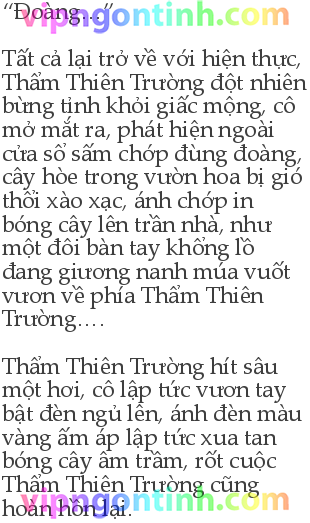 “Đoàng...”
vipngontinh.com
Tất cả lại trở về với hiện thực,
Thẩm Thiên Trường đột nhiên
bừng tỉnh khỏi giấc mộng, cô
mở mắt ra, phát hiện ngoài
cửa sổ sấm chớp đùng đoàng,
cây hòe trong vườn hoa bị gió
thổi xào xạc, ánh chớp in
bóng cây lên trần nhà, như
một đôi bàn tay khổng lồ
đang giương nanh múa vuốt
vươn về phía Thẩm Thiên
Trường....
Thẩm Thiên Trường hít sâu
một hơi, cô lập tức vươn tay
bật đèn ngủ lên, ánh đèn màu
vàng ấm áp lập tức xua tan
bóng cây âm trầm, rốt cuộc
Thẩm Thiên Trường cũng
hoàn hồn lại.
vipngontinh.com